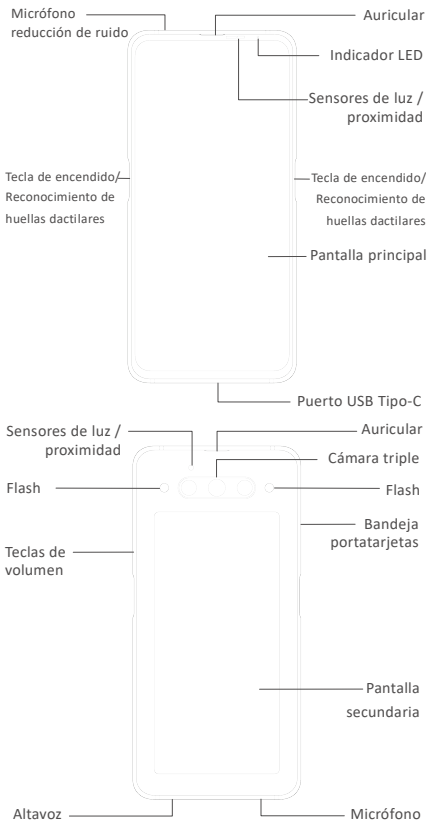 Micrófono
reducción de ruido
Auricular
Indicador LED
Sensores de luz /
proximidad
Tecla de encendido/
Reconocimiento de
huellas dactilares
Tecla de encendido/
Reconocimiento de
huellas dactilares
Pantalla principal
Puerto USB Tipo-C
Sensores de luz /
proximidad
Auricular
Cámara triple
Flash
Flash
Bandeja
portatarjetas
Teclas de
volumen
Pantalla
secundaria
Altavoz
Micrófono